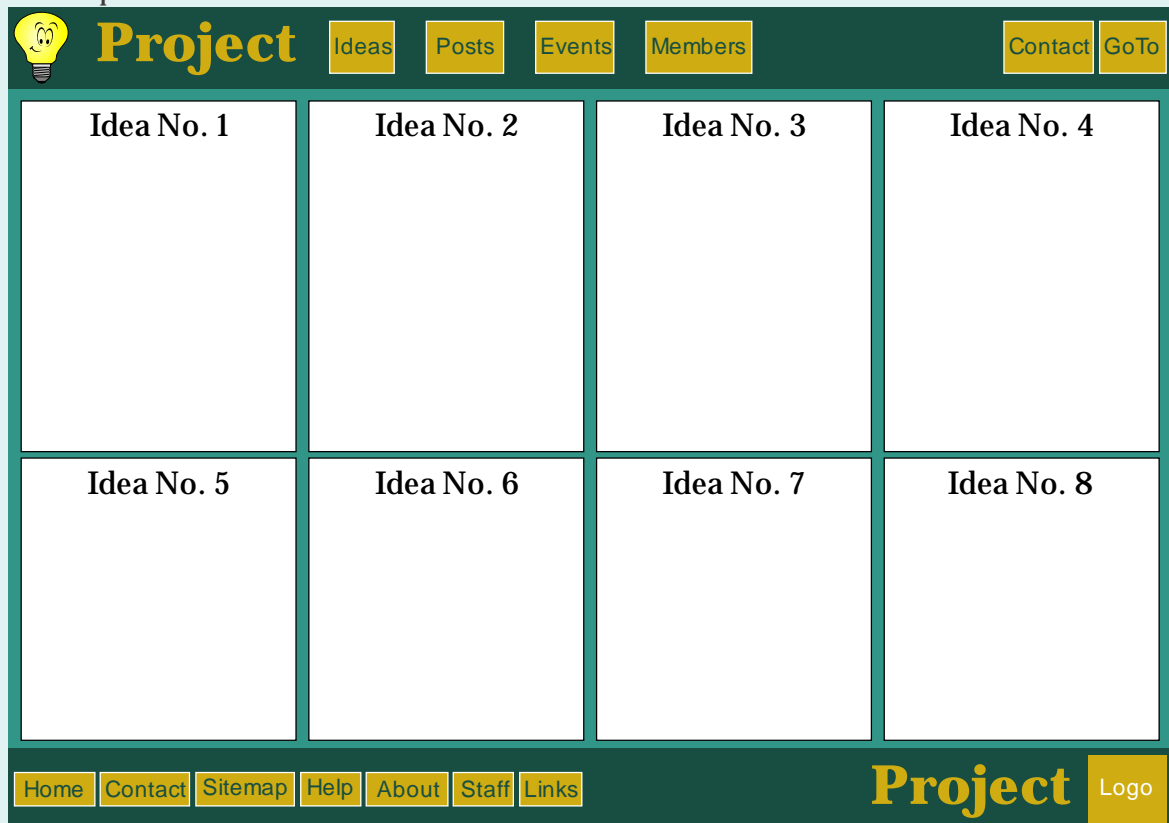 Project Ideas Posts Events Members Contact GoTo
Idea No. 1 Idea No. 2 Idea No. 3 Idea No. 4
Idea No. 5 Idea No. 6 Idea No. 7 Idea No. 8
Home Contact Sitemap Help About Staff Links Project Logo